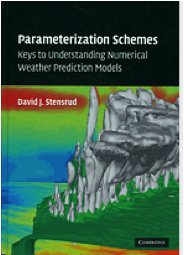 Parameterization Schemes
Keys to Understanding Numerical
Weather Prediction Models
David J. Stensrud
CAMBRIDGE